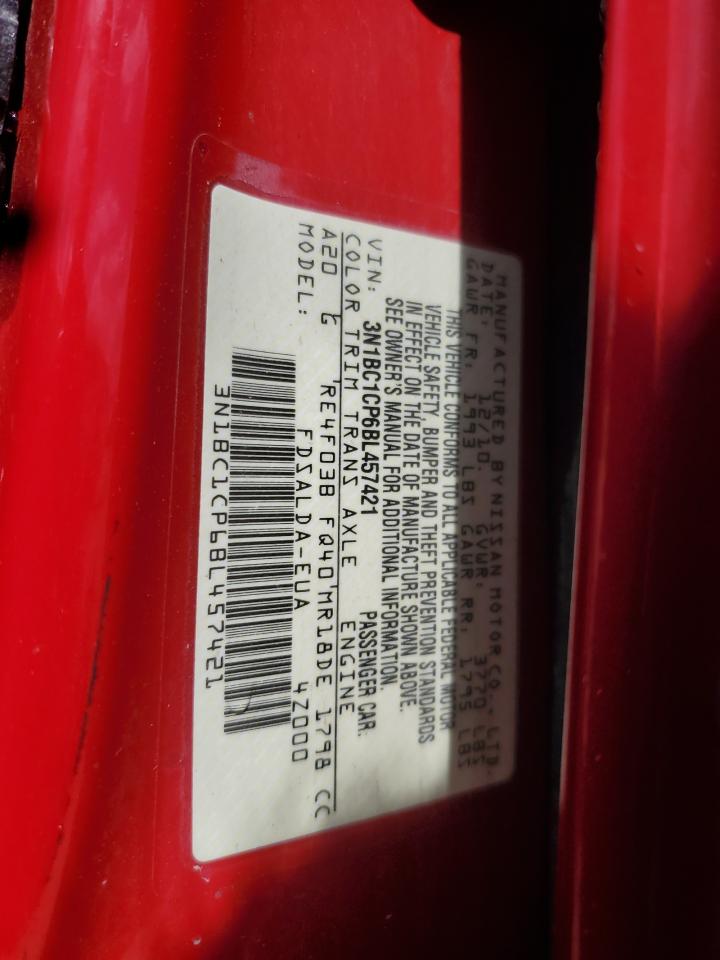 MANUFACTURED BY NISSAN MOTOR CO., LTD.
DATE: 12/10. GVWR: 3770 LBS
GAWR FR: 1993 LBS GAWR RR: 1795 LBS
THIS VEHICLE CONFORMS TO ALL APPLICABLE FEDERAL MOTOR
VEHICLE SAFETY, BUMPER AND THEFT PREVENTION STANDARDS
IN EFFECT ON THE DATE OF MANUFACTURE SHOWN ABOVE.
SEE OWNER'S MANUAL FOR ADDITIONAL INFORMATION.
VIN: 3N1BC1CP6BL457421 PASSENGER CAR.
COLOR TRIM TRANS AXLE ENGINE
A20 G RE4F03B FQ40 MR18DE 1798 CC
MODEL: FDSALDA-EUA 4Z000
3N1BC1CP6BL457421